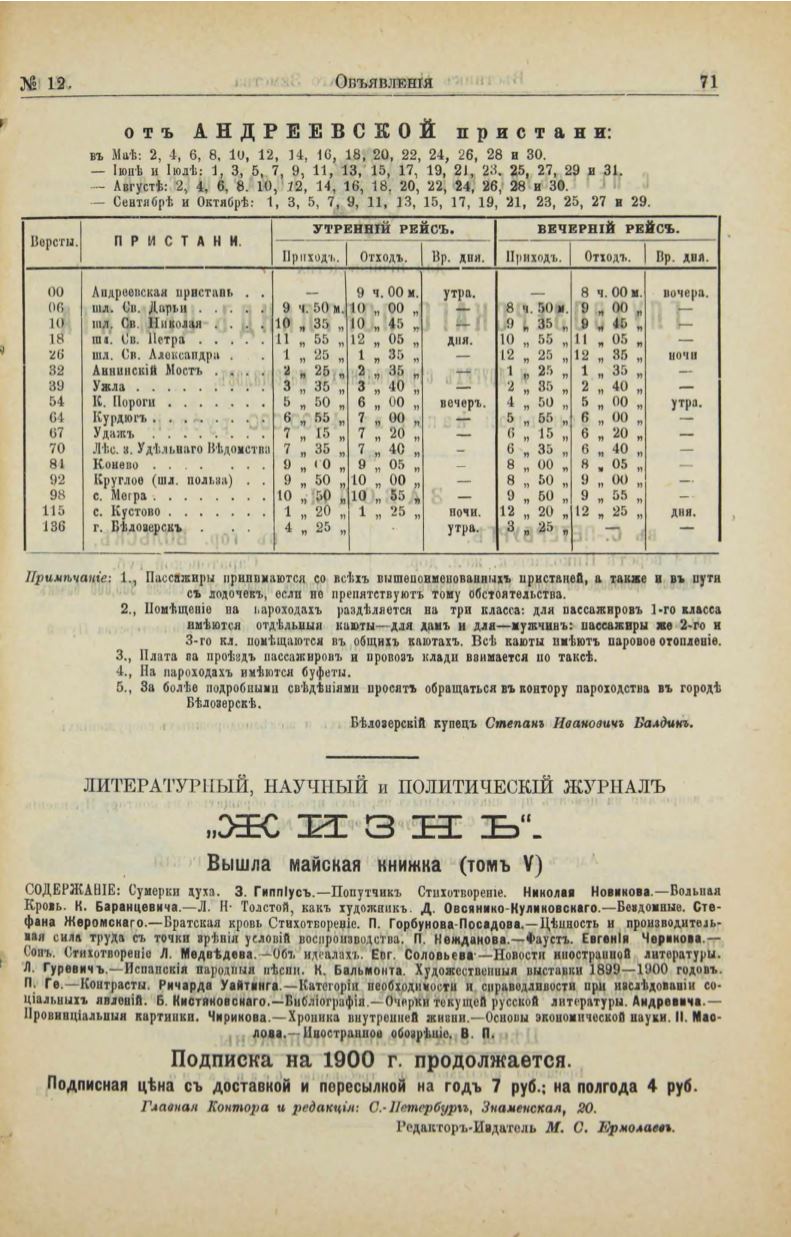 № 12.
Объявленія
71
отъ АНДРЕЕВСКОЙ пристани:
въ Маѣ: 2, 4, 6, 8, 10, 12, 14, 16, 18, 20, 22, 24, 26, 28 и 30.
— Іюнѣ и Іюлѣ: 1, 3, 5, 7, 9, 11, 13, 15, 17, 19, 21, 23. 25, 27, 29 и 31.
— Августѣ: 2, 4, 6, 8. 10, 12, 14, 16, 18, 20, 22, 24, 26, 28 и 30.
— Сентябрѣ и Октябрѣ: 1, 3, 5, 7, 9, 11, 13, 15, 17, 19, 21, 23, 25, 27 и 29.
Версты. ПРИСТАНИ. УТРЕННІЙ РЕЙСЪ. ВЕЧЕРНІЙ РЕЙСЪ.
Приходъ. Отходъ. Вр. дня. Приходъ. Отходъ. Вр. дня.
00 Андреевская пристань . . — 9 ч. 00 м. утра. — 8 ч. 00 м. вечера.
06 шл. Св. Дарьи . . . . . 9 ч. 50 м. 10 „ 00 „ — 8 ч. 50 м. 9 „ 00 „ —
10 шл. Св. Николая . . . . 10 „ 35 „ 10 „ 45 „ — 9 „ 35 „ 9 „ 45 „ —
18 шл. Св. Петра . . . . . 11 „ 55 „ 12 „ 05 „ дня. 10 „ 55 „ 11 „ 05 „ —
26 шл. Св. Александра . . 1 „ 25 „ 1 „ 35 „ — 12 „ 25 „ 12 „ 35 „ ночи
32 Аннинскій Мостъ . . . . 2 „ 25 „ 2 „ 35 „ — 1 „ 25 „ 1 „ 35 „ —
39 Ужла . . . . . . . . . 3 „ 35 „ 3 „ 40 „ — 2 „ 35 „ 2 „ 40 „ —
54 К. Пороги . . . . . . . 5 „ 50 „ 6 „ 00 „ вечеръ. 4 „ 50 „ 5 „ 00 „ утра.
64 Курдюгъ . . . . . . . . 6 „ 55 „ 7 „ 00 „ — 5 „ 55 „ 6 „ 00 „ —
67 Удажъ . . . . . . . . 7 „ 15 „ 7 „ 20 „ — 6 „ 15 „ 6 „ 20 „ —
70 Лѣс. з. Удѣльнаго Вѣдомства 7 „ 35 „ 7 „ 40 „ — 6 „ 35 „ 6 „ 40 „ —
84 Конево . . . . . . . 9 „ 00 „ 9 „ 05 „ — 8 „ 00 „ 8 „ 05 „ —
92 Круглое (шл. польза) . . 9 „ 50 „ 10 „ 00 „ — 8 „ 50 „ 9 „ 00 „ —
98 с. Мегра . . . . . . . . 10 „ 50 „ 10 „ 55 „ — 9 „ 50 „ 9 „ 55 „ —
115 с. Кустово . . . . . . . 1 „ 20 „ 1 „ 25 „ ночи. 12 „ 20 „ 12 „ 25 „ дня.
136 г. Бѣлозерскъ . . . . 4 „ 25 „ утра. 3 „ 25 „ — —
Примѣчаніе: 1., Пассажиры принимаются со всѣхъ вышепоименованныхъ пристаней, а также и въ пути
съ лодочекъ, если не препятствуютъ тому обстоятельства.
2., Помѣщеніе на пароходахъ раздѣляется на три класса: для пассажировъ 1-го класса
имѣются отдѣльныя каюты—для дамъ и для—мужчинъ: пассажиры же 2-го и
3-го кл. помѣщаются въ общихъ каютахъ. Всѣ каюты имѣютъ паровое отопленіе.
3., Плата за проѣздъ пассажировъ и провозъ клади взимается по таксѣ.
4., На пароходахъ имѣются буфеты.
5., За болѣе подробными свѣдѣніями просятъ обращаться въ контору пароходства въ городѣ
Бѣлозерскѣ.
Бѣлозерскій купецъ Степанъ Ивановичъ Балдинъ.
ЛИТЕРАТУРНЫЙ, НАУЧНЫЙ и ПОЛИТИЧЕСКІЙ ЖУРНАЛЪ
„ЖИЗНЬ“.
Вышла майская книжка (томъ V)
СОДЕРЖАНІЕ: Сумерки духа. З. Гиппіусъ.—Попутчикъ Стихотвореніе. Николая Новикова.—Больная
Кровь. К. Баранцевича.—Л. Н· Толстой, какъ художникъ. Д. Овсянико-Куликовскаго.—Бездомные. Сте-
фана Жеромскаго.—Братская кровь Стихотвореніе. П. Горбунова-Посадова.—Цѣнность и производитель-
ная сила труда съ точки зрѣнія условій воспроизводства. П. Нежданова.—Фаустъ. Евгенія Чирикова.—
Сонъ. Стихотвореніе Л. Медвѣдева.—Объ идеалахъ. Евг. Соловьева—Новости иностранной литературы.
Л. Гуревичъ.—Испанскія народныя пѣсни. К. Бальмонта. Художественныя выставки 1899—1900 годовъ.
П. Ге.—Контрасты. Ричарда Уайтинга.—Категоріи необходимости и справедливости при изслѣдованіи со-
ціальныхъ явленій. Б. Кистяковскаго.—Библіографія.—Очерки текущей русской литературы. Андреевича.—
Провинціальныя картинки. Чирикова.—Хроника внутренней жизни.—Основы экономической науки. П. Мас-
лова.—Иностранное обозрѣніе. В. П.
Подписка на 1900 г. продолжается.
Подписная цѣна съ доставкой и пересылкой на годъ 7 руб.; на полгода 4 руб.
Главная Контора и редакція: С.-Петербургъ, Знаменская, 20.
Редакторъ-Издатель М. С. Ермолаевъ.